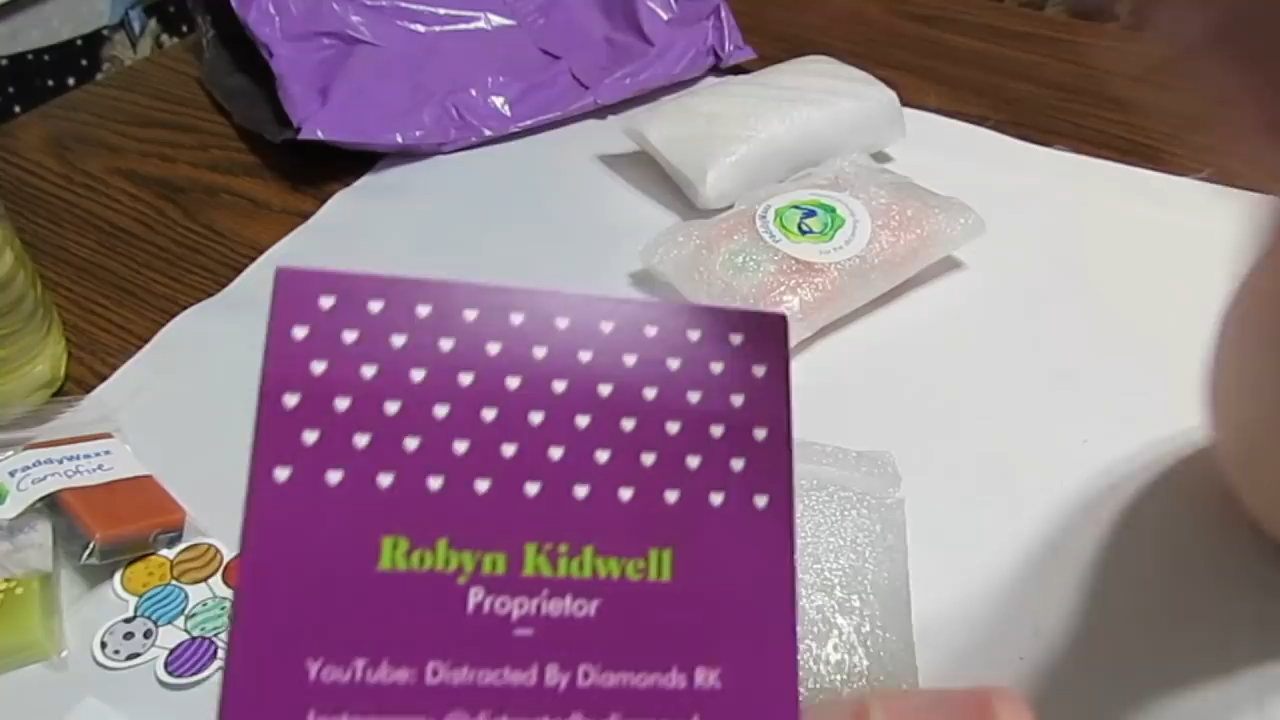 PaddyWaxx
Campfire
Robyn Kidwell
Proprietor
YouTube: Distracted By Diamonds RK